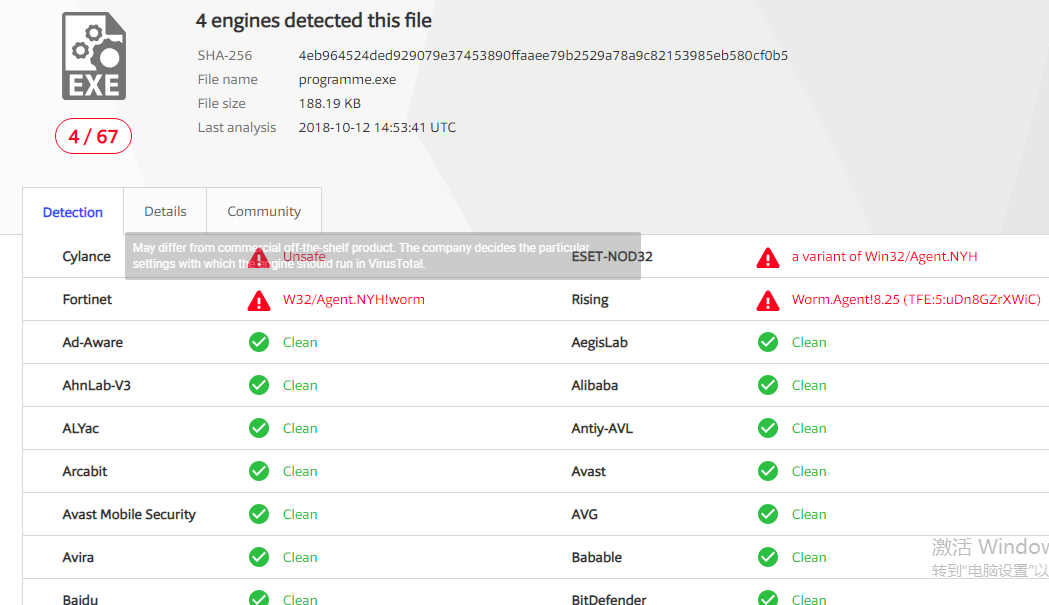 4 engines detected this file
EXE
SHA-256 4eb964524ded929079e37453890ffaaee79b2529a78a9c82153985eb580cf0b5
File name programme.exe
File size 188.19 KB
4 / 67
Last analysis 2018-10-12 14:53:41 UTC
Detection Details Community
May differ from commercial off-the-shelf product. The company decides the particular
settings with which the engine should run in VirusTotal.
Cylance Unsafe ESET-NOD32 a variant of Win32/Agent.NYH
Fortinet W32/Agent.NYH!worm Rising Worm.Agent!8.25 (TFE:5:uDn8GZrXWiC)
Ad-Aware Clean AegisLab Clean
AhnLab-V3 Clean Alibaba Clean
ALYac Clean Antiy-AVL Clean
Arcabit Clean Avast Clean
Avast Mobile Security Clean AVG Clean
Avira Clean Babable Clean
激活 Window
转到"电脑设置"以
Baidu Clean BitDefender Clean